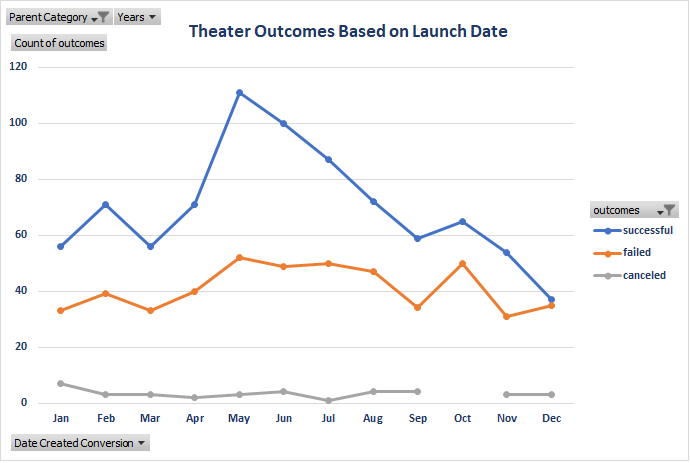 Parent Category Years
Theater Outcomes Based on Launch Date
Count of outcomes
120
100
80
60
40
20
0
Jan Feb Mar Apr May Jun Jul Aug Sep Oct Nov Dec
outcomes
successful
failed
canceled
Date Created Conversion